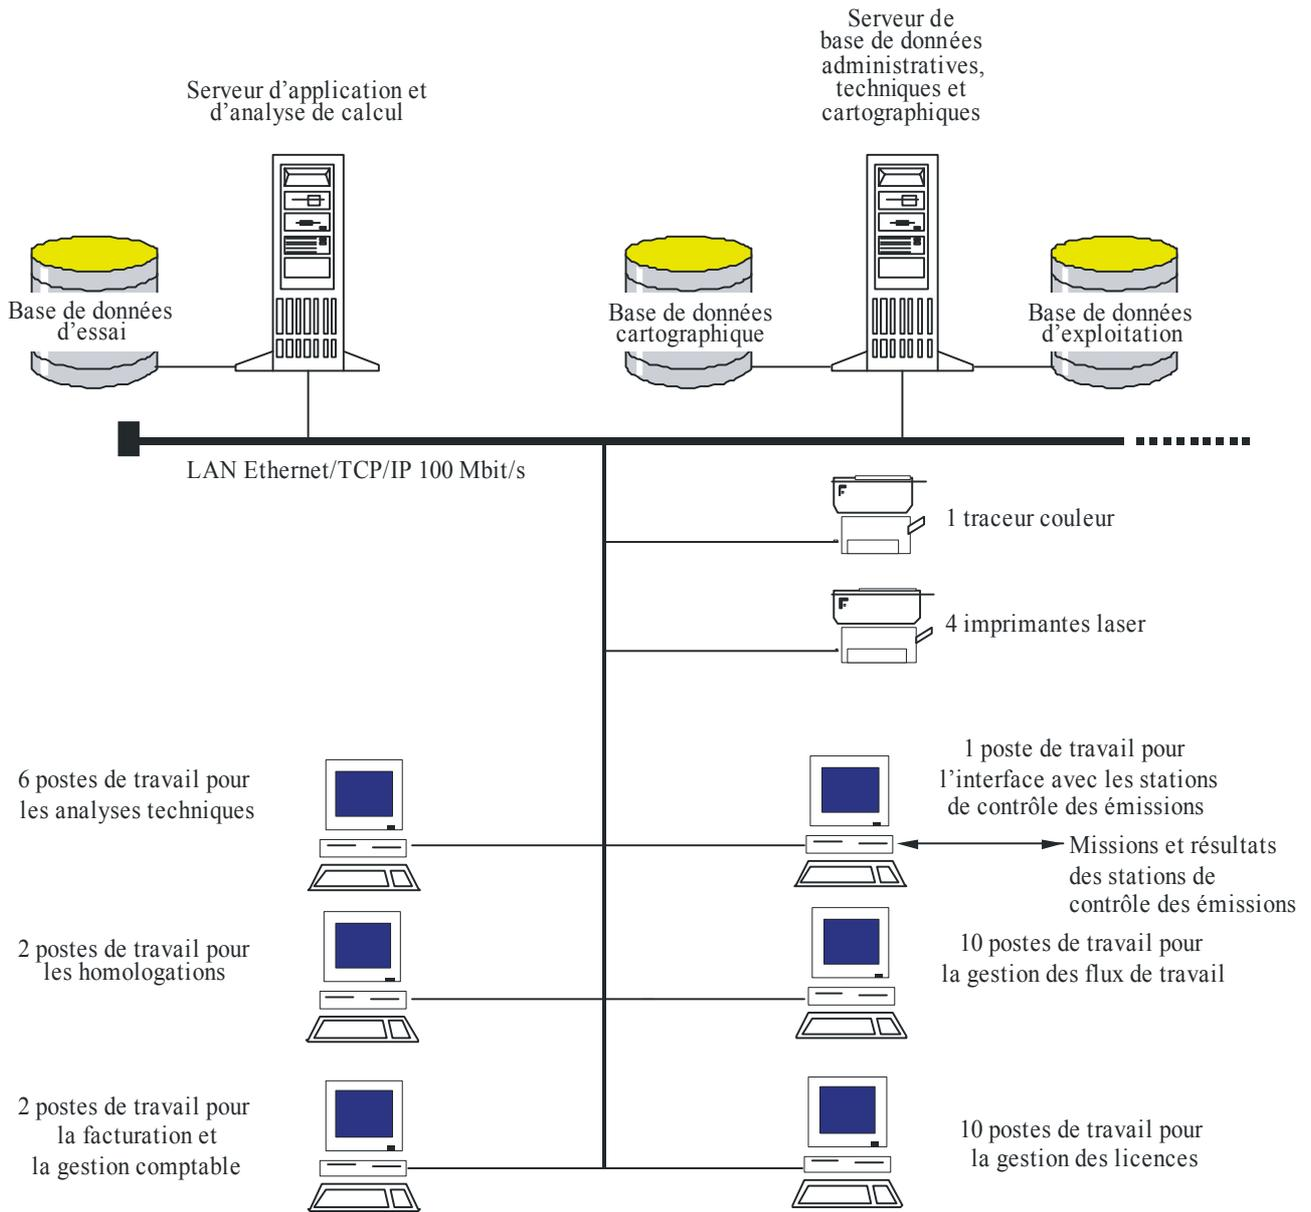 Serveur d'application et
d'analyse de calcul
Serveur de
base de données
administratives,
techniques et
cartographiques
Base de données
d'essai
Base de données
cartographique
Base de données
d'exploitation
LAN Ethernet/TCP/IP 100 Mbit/s
1 traceur couleur
4 imprimantes laser
6 postes de travail pour
les analyses techniques
1 poste de travail pour
l'interface avec les stations
de contrôle des émissions
Missions et résultats
des stations de
contrôle des émissions
2 postes de travail pour
les homologations
10 postes de travail pour
la gestion des flux de travail
2 postes de travail pour
la facturation et
la gestion comptable
10 postes de travail pour
la gestion des licences